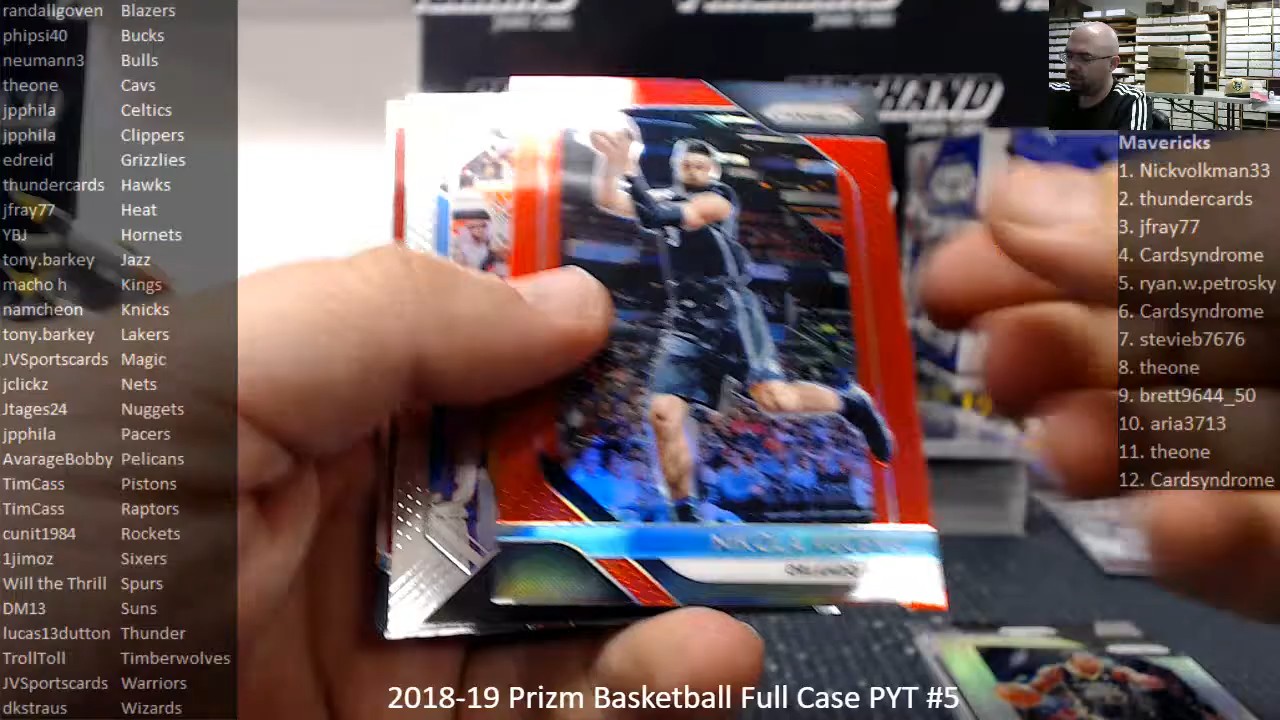 randallgoven Blazers
phipsi40 Bucks
neumann3 Bulls
theone Cavs
jpphila Celtics
jpphila Clippers
edreid Grizzlies
thundercards Hawks
jfray77 Heat
YBJ Hornets
tony.barkey Jazz
macho h Kings
namcheon Knicks
tony.barkey Lakers
JVSportscards Magic
jclickz Nets
Jtages24 Nuggets
jpphila Pacers
AvarageBobby Pelicans
TimCass Pistons
TimCass Raptors
cunit1984 Rockets
1jimoz Sixers
Will the Thrill Spurs
DM13 Suns
lucas13dutton Thunder
TrollToll Timberwolves
JVSportscards Warriors
dkstraus Wizards
NIKOLA
ORLANDO
Mavericks
1. Nickvolkman33
2. thundercards
3. jfray77
4. Cardsyndrome
5. ryan.w.petrosky
6. Cardsyndrome
7. stevieb7676
8. theone
9. brett9644_50
10. aria3713
11. theone
12. Cardsyndrome
2018-19 Prizm Basketball Full Case PYT #5